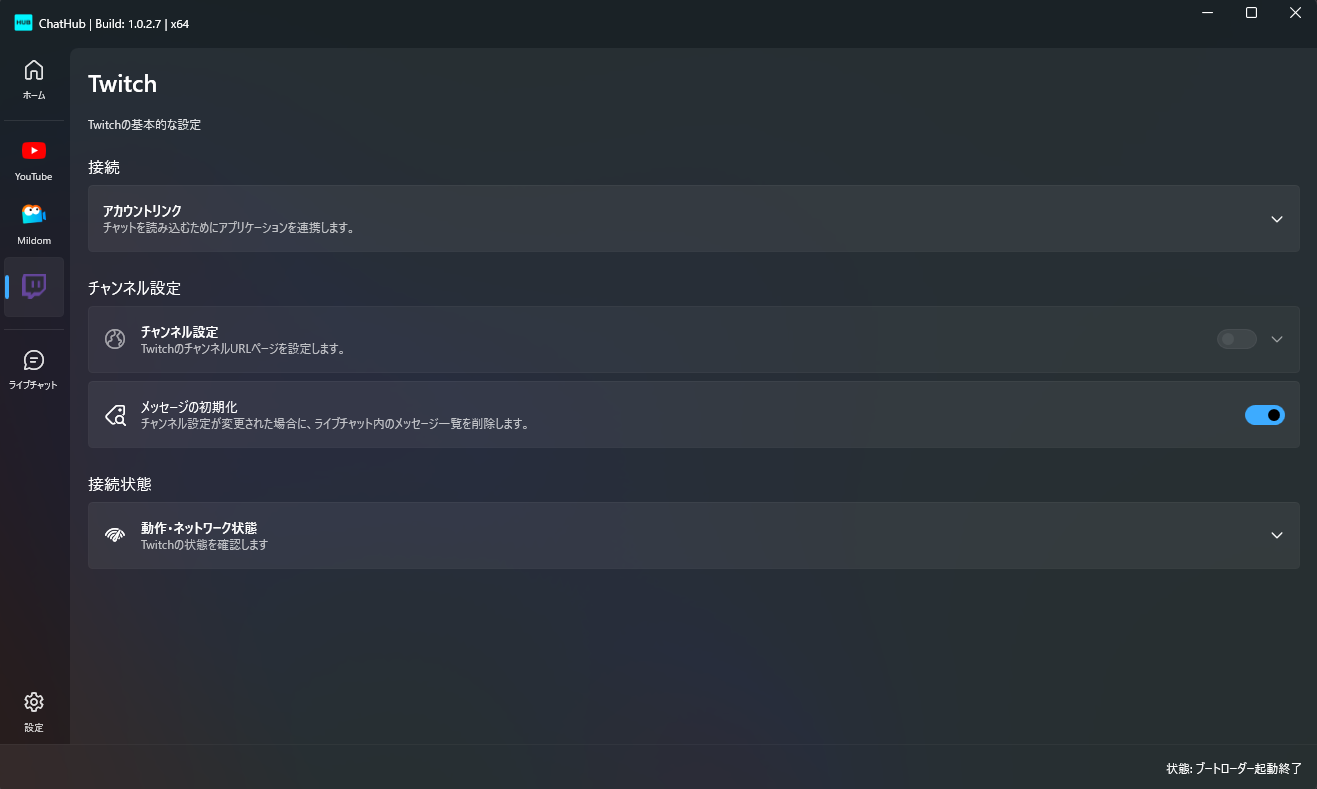 HUB ChatHub | Build: 1.0.2.7 | x64
ホーム
YouTube
Mildom
ライブチャット
設定
Twitch
Twitchの基本的な設定
接続
アカウントリンク
チャットを読み込むためにアプリケーションを連携します。
チャンネル設定
チャンネル設定
TwitchのチャンネルURLページを設定します。
メッセージの初期化
チャンネル設定が変更された場合に、ライブチャット内のメッセージ一覧を削除します。
接続状態
動作・ネットワーク状態
Twitchの状態を確認します
状態: ブートローダー起動終了